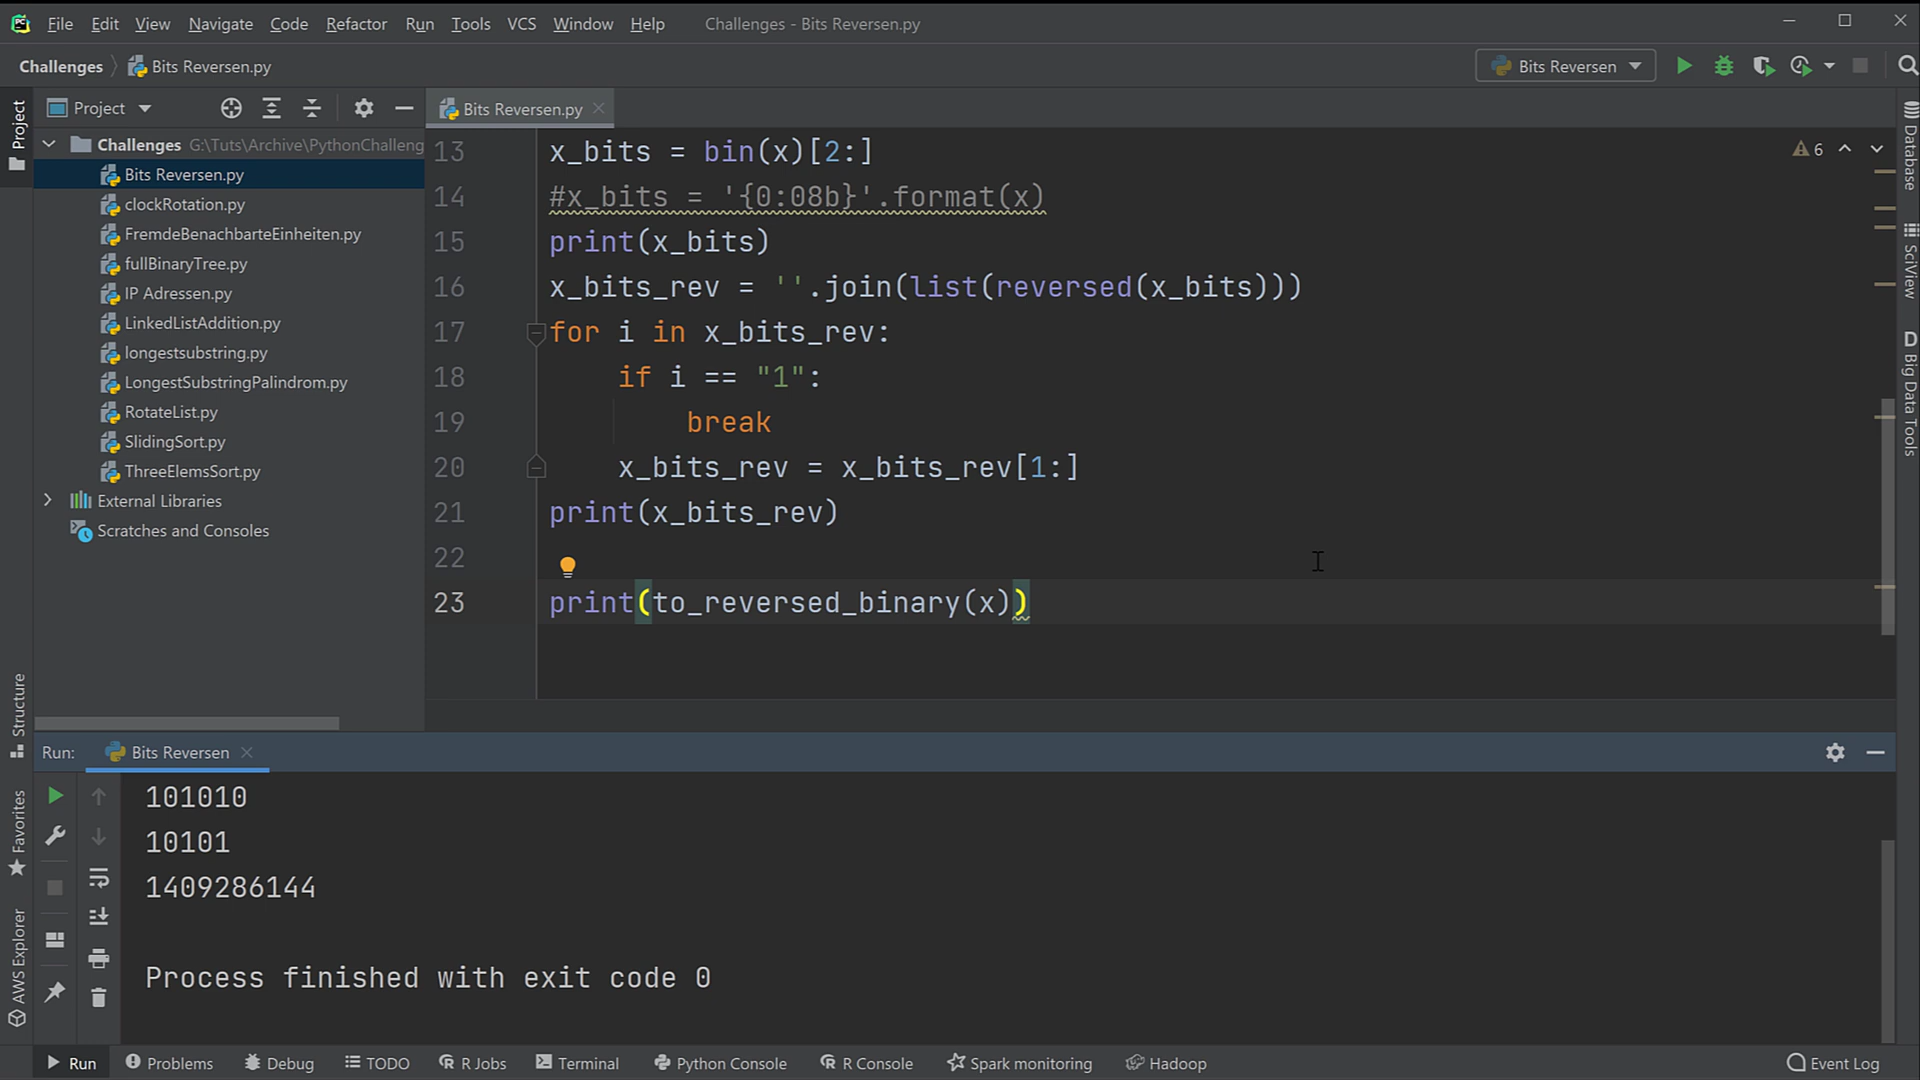 File Edit View Navigate Code Refactor Run Tools VCS Window Help Challenges - Bits Reversen.py
Challenges Bits Reversen.py Bits Reversen
Project
Project
Structure
Favorites
AWS Explorer
Challenges G:\Tuts\Archive\PythonChalleng
Bits Reversen.py
clockRotation.py
FremdeBenachbarteEinheiten.py
fullBinaryTree.py
IP Adressen.py
LinkedListAddition.py
longestsubstring.py
LongestSubstringPalindrom.py
RotateList.py
SlidingSort.py
ThreeElemsSort.py
External Libraries
Scratches and Consoles
Bits Reversen.py
6
13 x_bits = bin(x)[2:]
14 #x_bits = '{0:08b}'.format(x)
15 print(x_bits)
16 x_bits_rev = ''.join(list(reversed(x_bits)))
17 for i in x_bits_rev:
18 if i == "1":
19 break
20 x_bits_rev = x_bits_rev[1:]
21 print(x_bits_rev)
22
23 print(to_reversed_binary(x))
Database
SciView
D Big Data Tools
Run: Bits Reversen
101010
10101
1409286144
Process finished with exit code 0
Run Problems Debug TODO R Jobs Terminal Python Console R Console Spark monitoring Hadoop Event Log